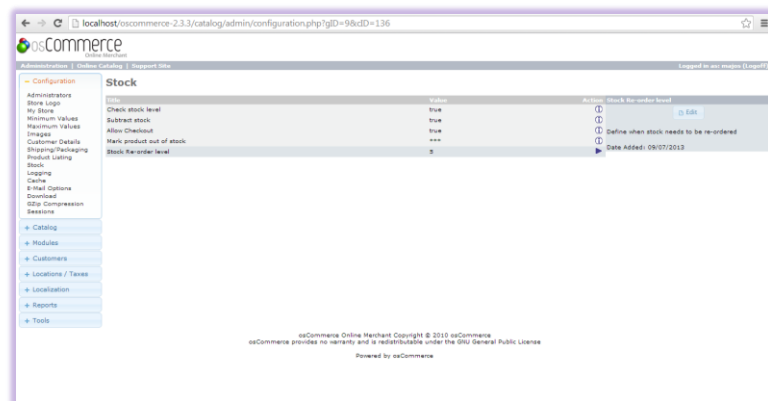 localhost/oscommerce-2.3.3/catalog/admin/configuration.php?gID=9&cID=136
osCommerce
Online Merchant
Administration | Online Catalog | Support Site
Logged in as: majno (Logoff)
Configuration
Administrators
Store Logo
My Store
Minimum Values
Maximum Values
Images
Customer Details
Shipping/Packaging
Product Listing
Stock
Logging
Cache
E-Mail Options
Download
GZip Compression
Sessions
+ Catalog
+ Modules
+ Customers
+ Locations / Taxes
+ Localization
+ Reports
+ Tools
Stock
Title Value Action
Check stock level true
Subtract stock true
Allow Checkout true
Mark product out of stock ***
Stock Re-order level 5
Stock Re-order level
Edit
Define when stock needs to be re-ordered
Date Added: 09/07/2013
osCommerce Online Merchant Copyright © 2010 osCommerce
osCommerce provides no warranty and is redistributable under the GNU General Public License
Powered by osCommerce